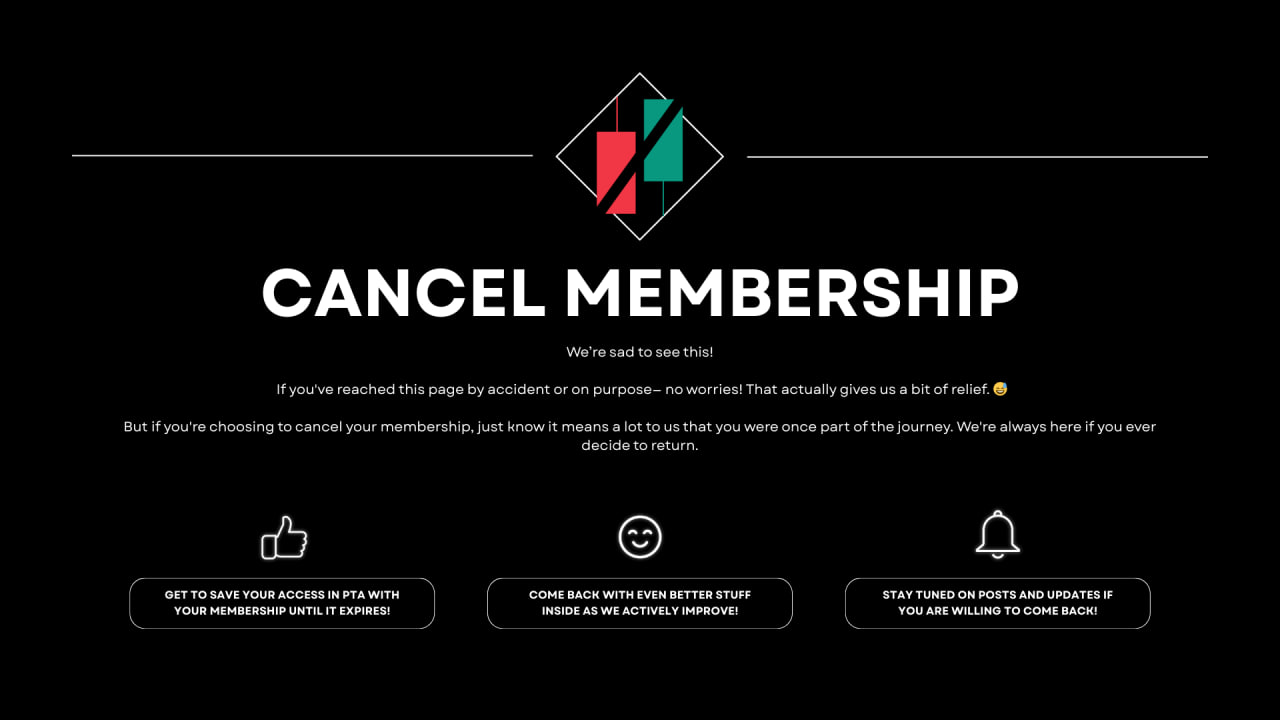 CANCEL MEMBERSHIP
We're sad to see this!
If you've reached this page by accident or on purpose– no worries! That actually gives us a bit of relief. 😅
But if you're choosing to cancel your membership, just know it means a lot to us that you were once part of the journey. We're always here if you ever
decide to return.
GET TO SAVE YOUR ACCESS IN PTA WITH
YOUR MEMBERSHIP UNTIL IT EXPIRES!
COME BACK WITH EVEN BETTER STUFF
INSIDE AS WE ACTIVELY IMPROVE!
STAY TUNED ON POSTS AND UPDATES IF
YOU ARE WILLING TO COME BACK!